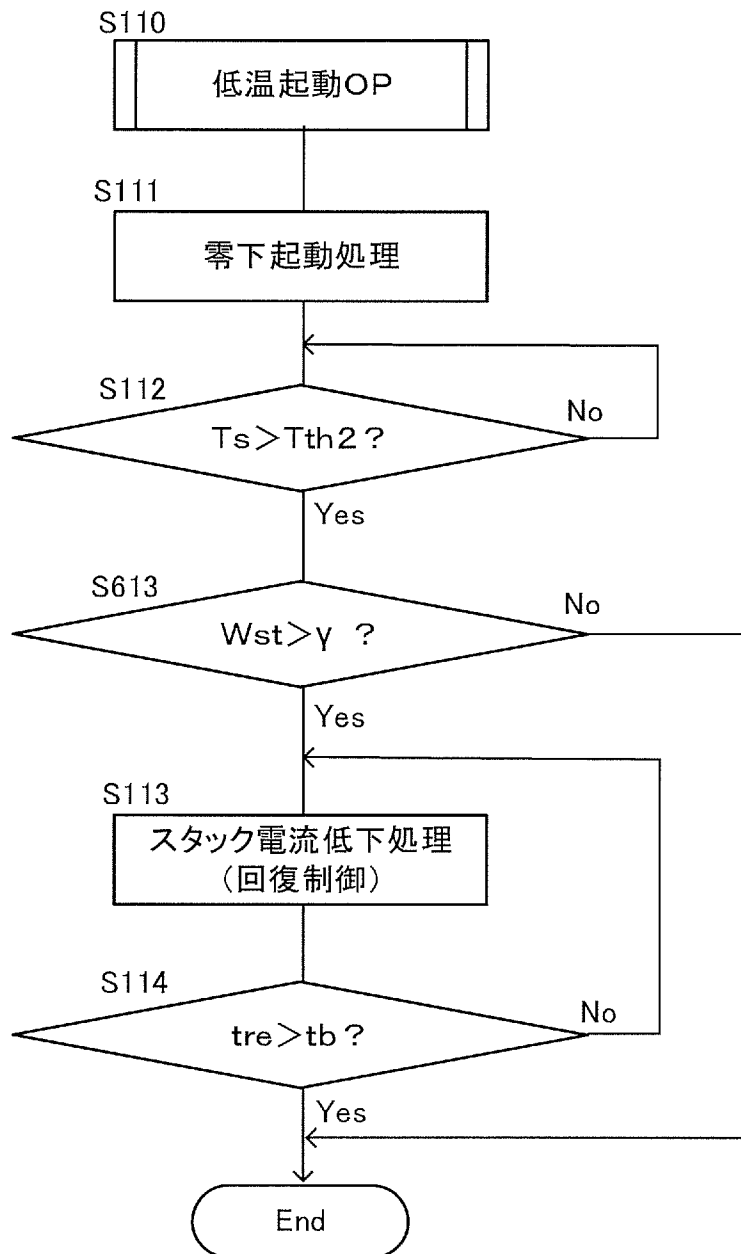 S110
低温起動OP
S111
零下起動処理
S112
Ts>Tth2?
No
Yes
S613
Wst>γ ?
No
Yes
S113
スタック電流低下処理
(回復制御)
S114
tre>tb?
No
Yes
End